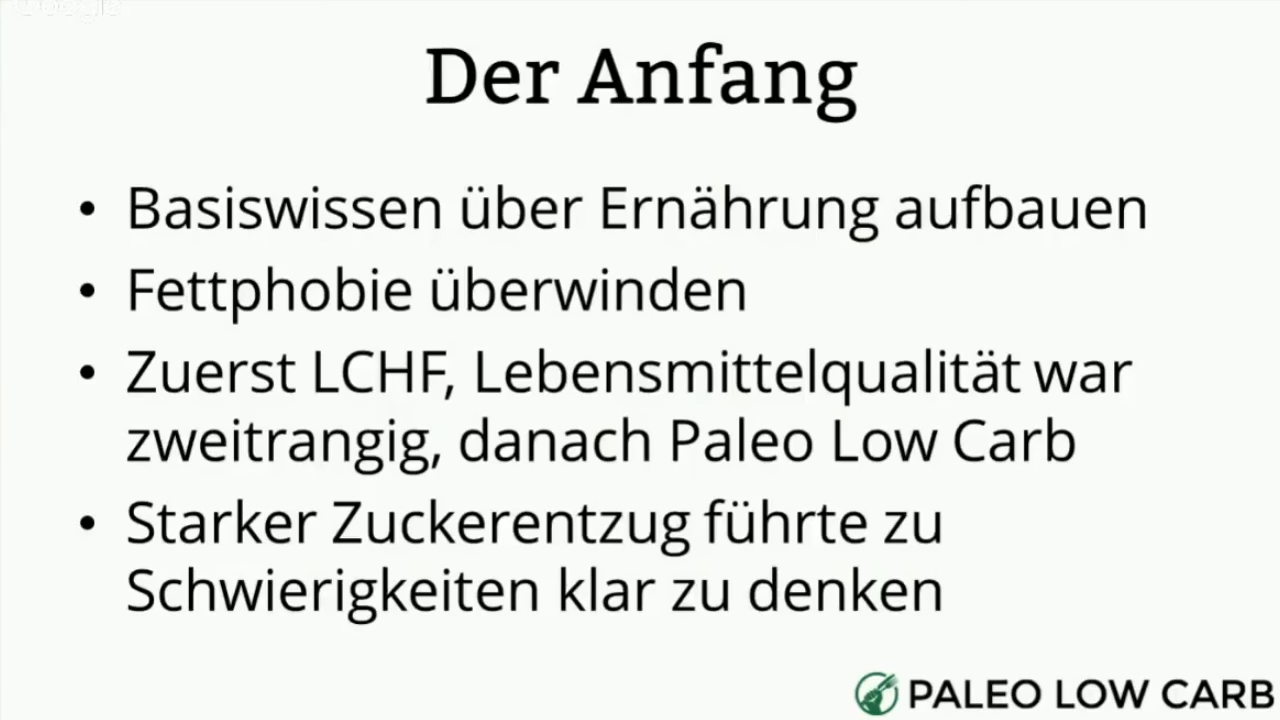 Der Anfang
• Basiswissen über Ernährung aufbauen
• Fettphobie überwinden
• Zuerst LCHF, Lebensmittelqualität war
zweitrangig, danach Paleo Low Carb
• Starker Zuckerentzug führte zu
Schwierigkeiten klar zu denken
PALEO LOW CARB